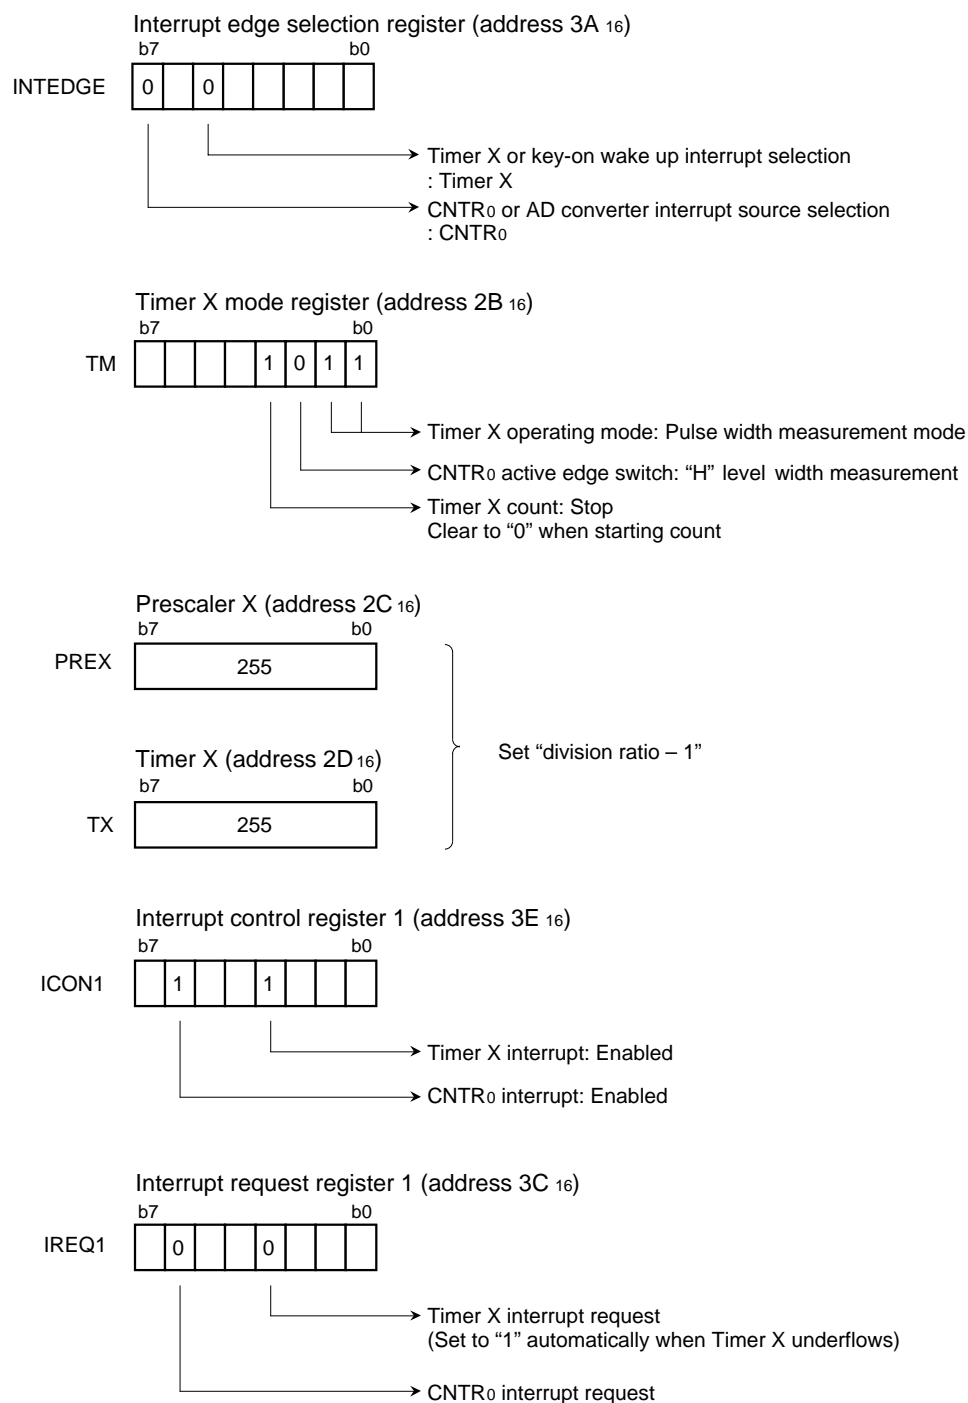 Interrupt edge selection register (address 3A 16)
b7 b0
INTEDGE 0 0
Timer X or key-on wake up interrupt selection
: Timer X
CNTR0 or AD converter interrupt source selection
: CNTR0
Timer X mode register (address 2B 16)
b7 b0
TM 1 0 1 1
Timer X operating mode: Pulse width measurement mode
CNTR0 active edge switch: “H” level width measurement
Timer X count: Stop
Clear to “0” when starting count
Prescaler X (address 2C 16)
b7 b0
PREX 255
Set “division ratio – 1”
Timer X (address 2D 16)
b7 b0
TX 255
Interrupt control register 1 (address 3E 16)
b7 b0
ICON1 1 1
Timer X interrupt: Enabled
CNTR0 interrupt: Enabled
Interrupt request register 1 (address 3C 16)
b7 b0
IREQ1 0 0
Timer X interrupt request
(Set to “1” automatically when Timer X underflows)
CNTR0 interrupt request